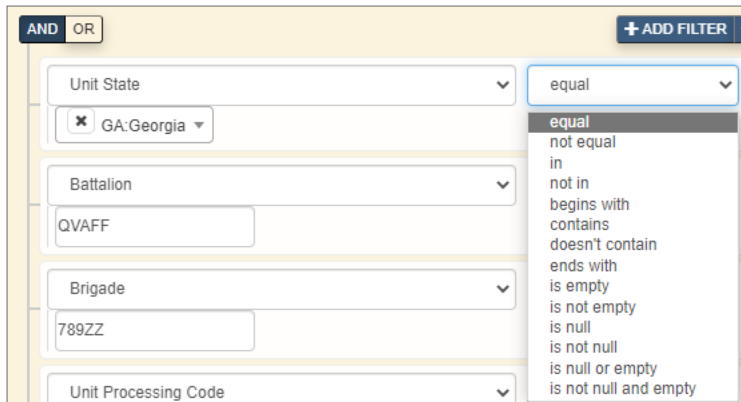 AND OR
+ ADD FILTER
Unit State
equal
× GA:Georgia
equal
not equal
in
not in
begins with
contains
doesn't contain
ends with
is empty
is not empty
is null
is not null
is null or empty
is not null and empty
Battalion
QVAFF
Brigade
789ZZ
Unit Processing Code